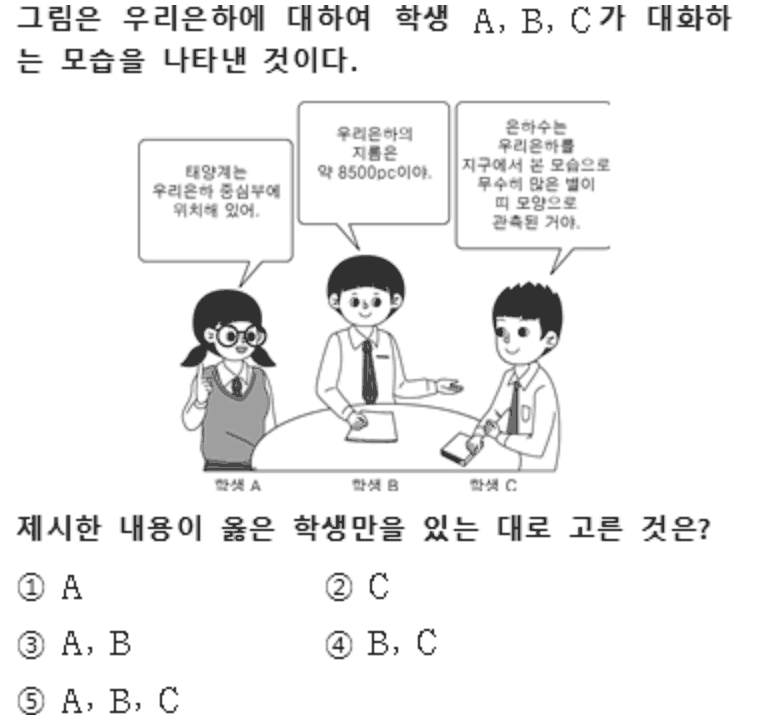 그림은 우리은하에 대하여 학생 A, B, C가 대화하
는 모습을 나타낸 것이다.
태양계는
우리은하 중심부에
위치해 있어.
우리은하의
지름은
약 8500pc이야.
은하수는
우리은하를
지구에서 본 모습으로
무수히 많은 별이
띠 모양으로
관측된 거야.
학생 A
학생 B
학생 C
제시한 내용이 옳은 학생만을 있는 대로 고른 것은?
① A
② C
③ A, B
④ B, C
⑤ A, B, C